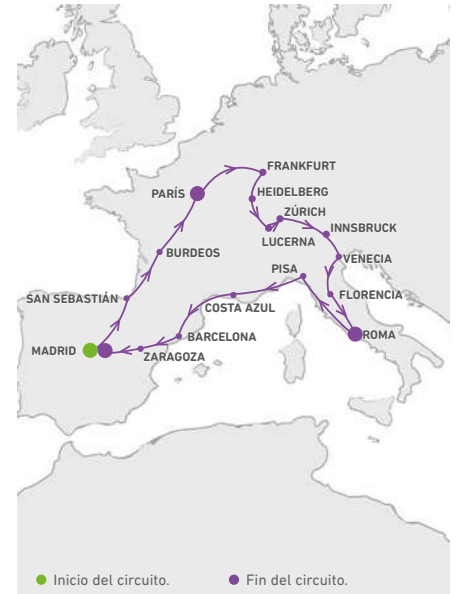 FRANKFURT
PARÍS
HEIDELBERG
ZÚRICH
INNSBRUCK
LUCERNA
BURDEOS
VENECIA
PISA
SAN SEBASTIÁN
FLORENCIA
COSTA AZUL
ROMA
BARCELONA
MADRID
ZARAGOZA
Inicio del circuito.
Fin del circuito.